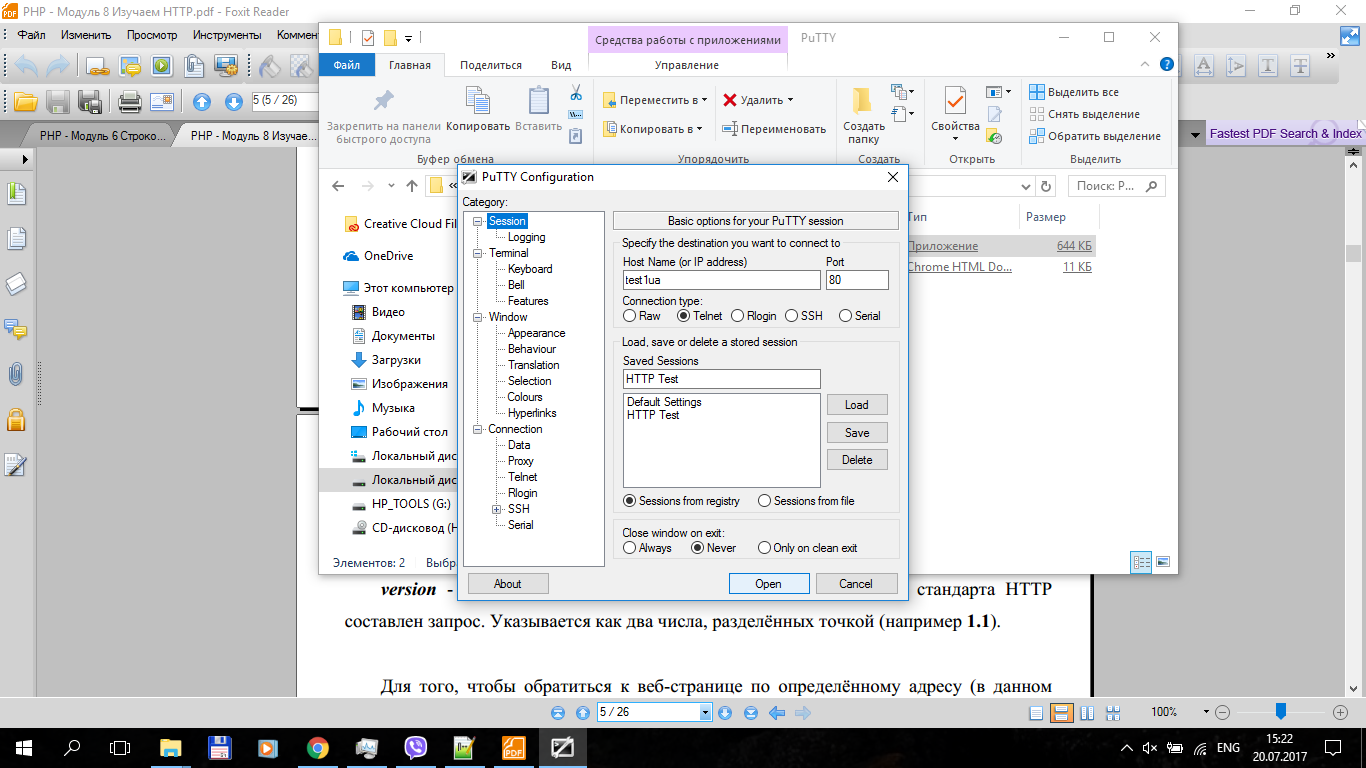 PHP - Модуль 8 Изучаем HTTP.pdf - Foxit Reader
Файл Изменить Просмотр Инструменты Коммен
5 (5 / 26)
PHP - Модуль 6 Строко... PHP - Модуль 8 Изучае...
Fastest PDF Search & Index
Средства работы с приложениями PuTTY
Файл Главная Поделиться Вид Управление
Закрепить на панели быстрого доступа
Копировать
Вставить
Буфер обмена
Переместить в
Копировать в
Удалить
Переименовать
Упорядочить
Создать папку
Создать
Свойства
Открыть
Выделить все
Снять выделение
Обратить выделение
Выделить
Поиск: P...
Creative Cloud Fil
OneDrive
Этот компьютер
Видео
Документы
Загрузки
Изображения
Музыка
Рабочий стол
Локальный дис
Локальный дис
HP_TOOLS (G:)
CD-дисковод (H
Тип Размер
Приложение 644 КБ
Chrome HTML Do... 11 КБ
Элементов: 2 Выбр
PuTTY Configuration
Category:
Session
Logging
Terminal
Keyboard
Bell
Features
Window
Appearance
Behaviour
Translation
Selection
Colours
Hyperlinks
Connection
Data
Proxy
Telnet
Rlogin
SSH
Serial
Basic options for your PuTTY session
Specify the destination you want to connect to
Host Name (or IP address) Port
test1ua 80
Connection type:
Raw Telnet Rlogin SSH Serial
Load, save or delete a stored session
Saved Sessions
HTTP Test
Default Settings
HTTP Test
Load
Save
Delete
Sessions from registry Sessions from file
Close window on exit:
Always Never Only on clean exit
About Open Cancel
version - стандарта HTTP
составлен запрос. Указывается как два числа, разделённых точкой (например 1.1).
Для того, чтобы обратиться к веб-странице по определённому адресу (в данном
5 / 26
100%
ENG
15:22
20.07.2017